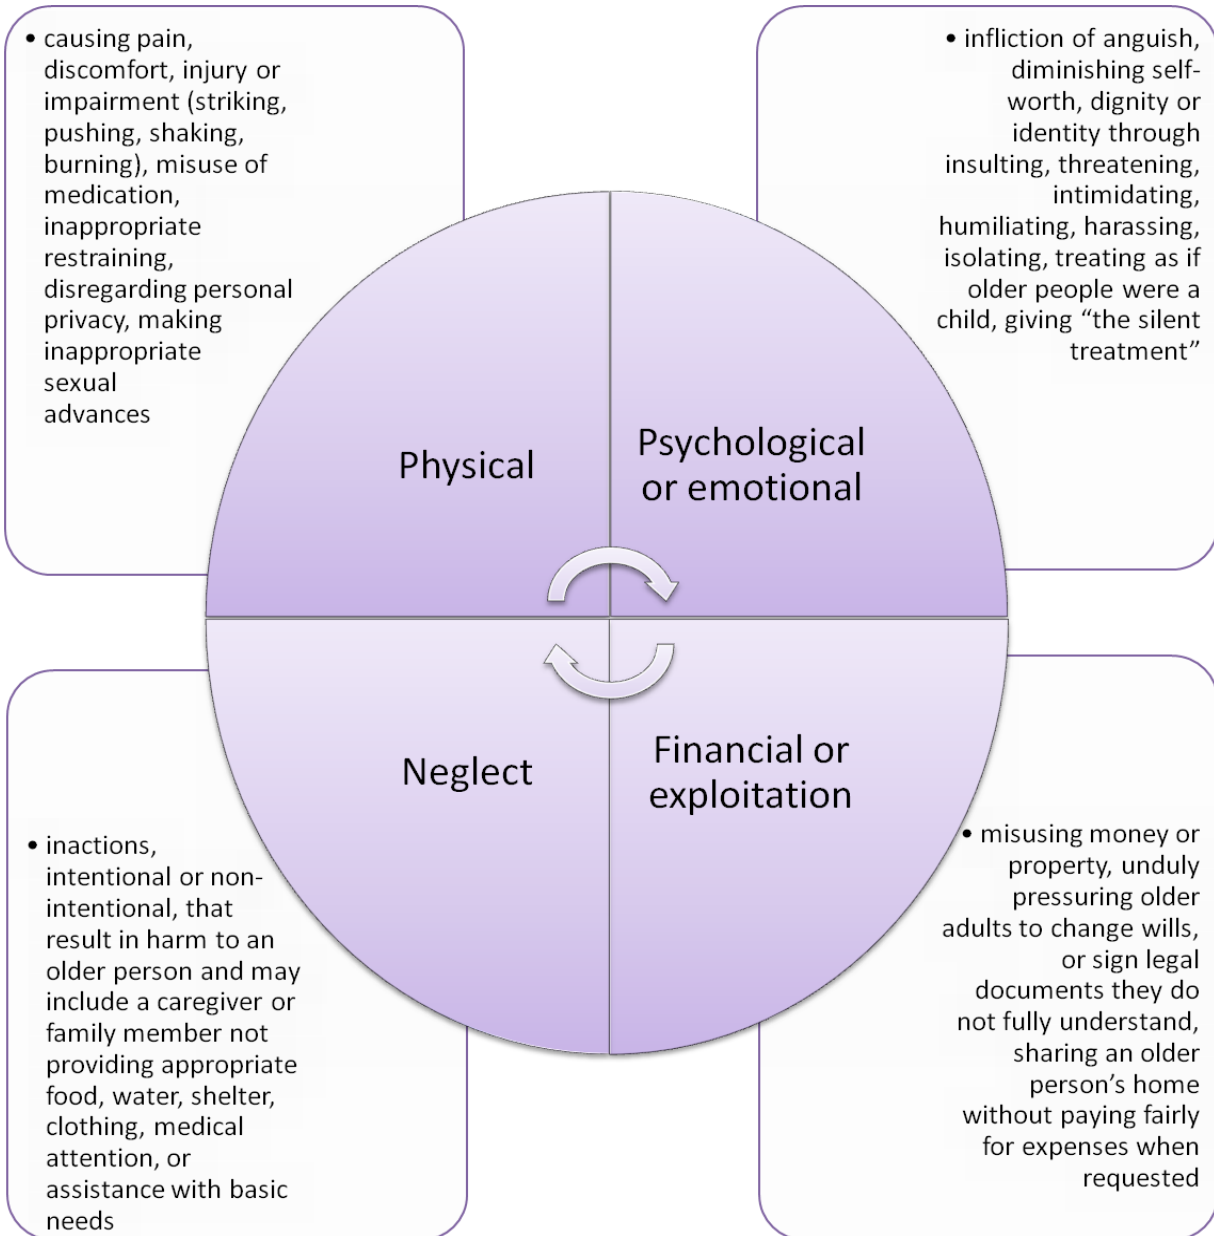 • causing pain,
discomfort, injury or
impairment (striking,
pushing, shaking,
burning), misuse of
medication,
inappropriate
restraining,
disregarding personal
privacy, making
inappropriate
sexual
advances
• infliction of anguish,
diminishing self-
worth, dignity or
identity through
insulting, threatening,
intimidating,
humiliating, harassing,
isolating, treating as if
older people were a
child, giving “the silent
treatment”
Physical
Psychological
or emotional
Neglect
Financial or
exploitation
• inactions,
intentional or non-
intentional, that
result in harm to an
older person and may
include a caregiver or
family member not
providing appropriate
food, water, shelter,
clothing, medical
attention, or
assistance with basic
needs
• misusing money or
property, unduly
pressuring older
adults to change wills,
or sign legal
documents they do
not fully understand,
sharing an older
person’s home
without paying fairly
for expenses when
requested